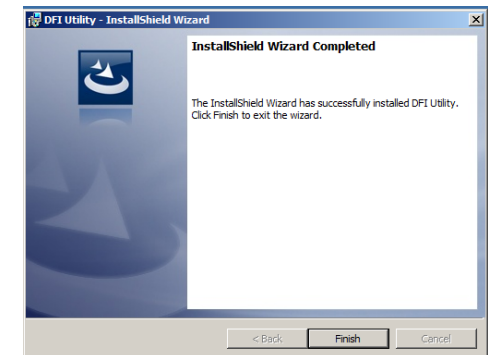 DFI Utility - InstallShield Wizard
InstallShield Wizard Completed
The InstallShield Wizard has successfully installed DFI Utility.
Click Finish to exit the wizard.
< Back Finish Cancel